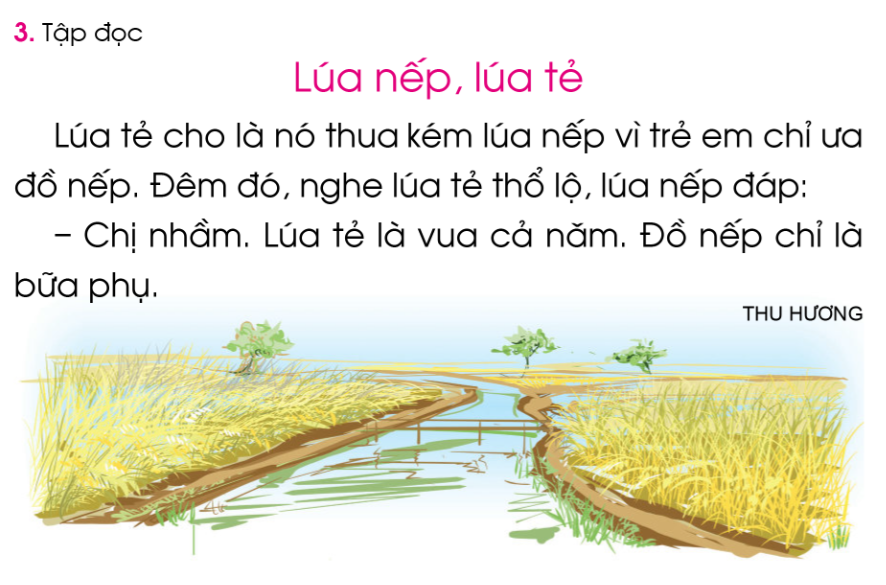 3. Tập đọc
Lúa nếp, lúa tẻ
Lúa tẻ cho là nó thua kém lúa nếp vì trẻ em chỉ ưa
đồ nếp. Đêm đó, nghe lúa tẻ thổ lộ, lúa nếp đáp:
– Chị nhầm. Lúa tẻ là vua cả năm. Đồ nếp chỉ là
bữa phụ.
THU HƯƠNG